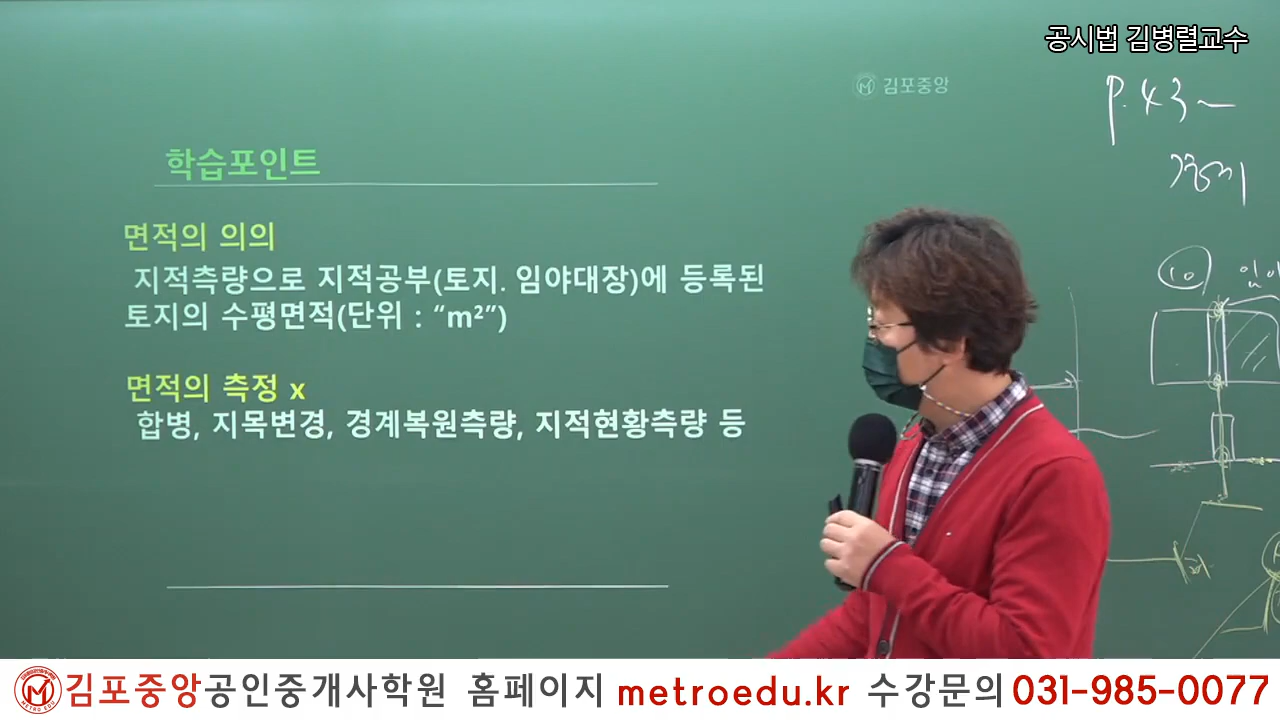 공시법 김병렬교수
김포중앙
P.43~
학습포인트
면적의 의의
지적측량으로 지적공부(토지. 임야대장)에 등록된
토지의 수평면적(단위 : “m²”)
면적의 측정 x
합병, 지목변경, 경계복원측량, 지적현황측량 등
10
김포중앙공인중개사학원 홈페이지 metroedu.kr 수강문의 031-985-0077